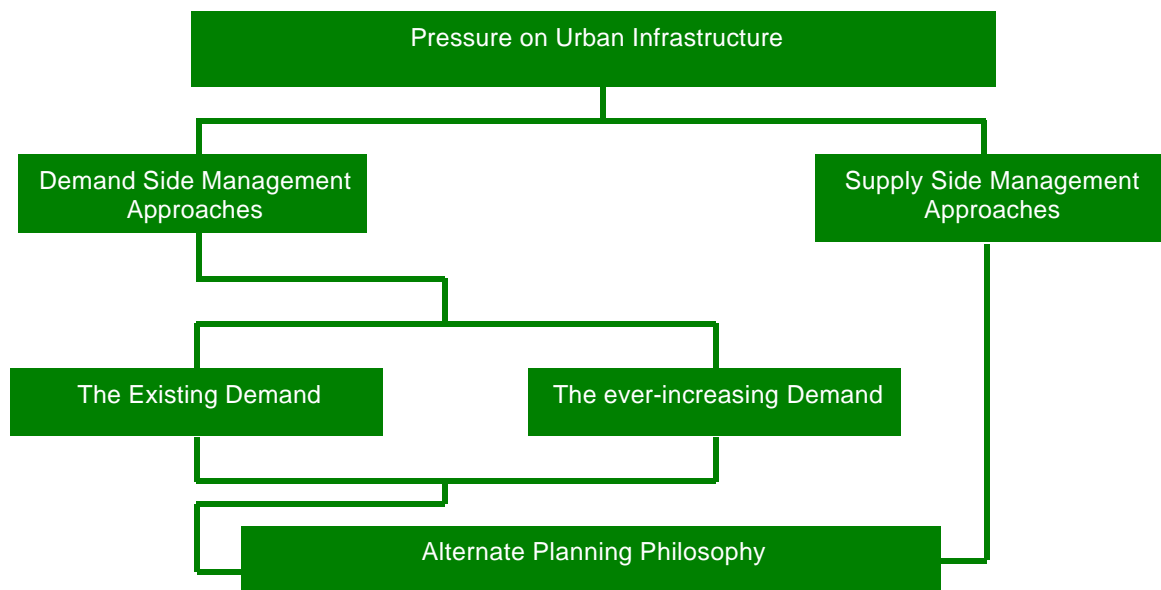 Pressure on Urban Infrastructure
Demand Side Management
Approaches
Supply Side Management
Approaches
The Existing Demand
The ever-increasing Demand
Alternate Planning Philosophy